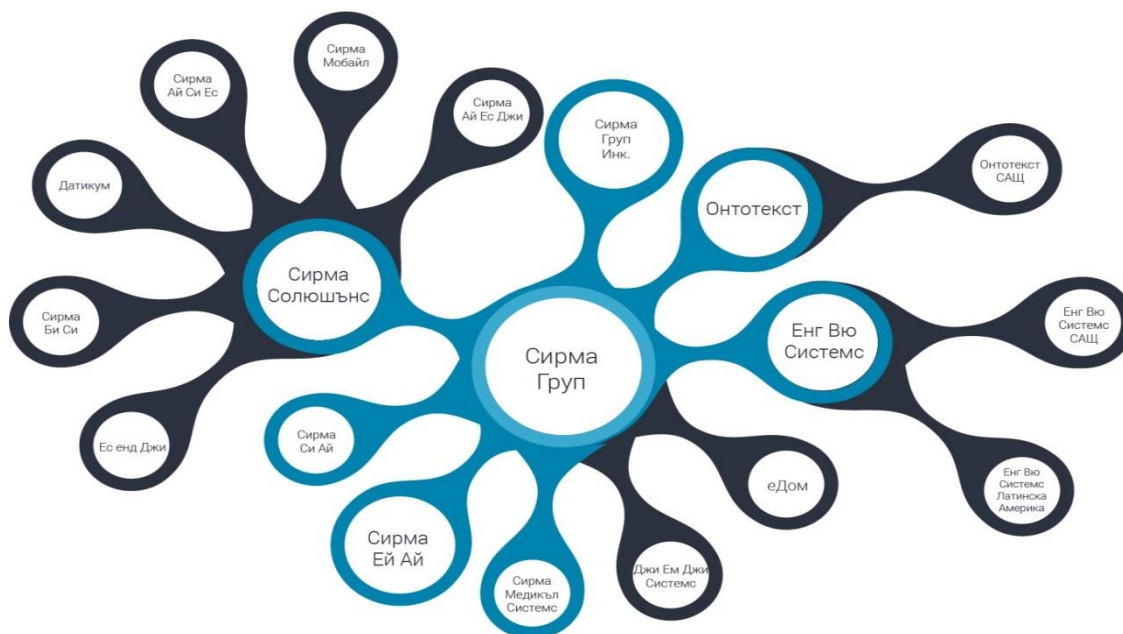 Сирма
Мобайл
Сирма
Ай Си Ес
Сирма
Ай Ес Джи
Сирма
Груп
Инк.
Онтотекст
САЩ
Датикум
Онтотекст
Сирма
Солюшънс
Сирма
Би Си
Енг Вю
Системс
Енг Вю
Системс
САЩ
Сирма
Груп
Ес енд Джи
Сирма
Си Ай
еДом
Енг Вю
Системс
Латинска
Америка
Сирма
Ей Ай
Джи Ем Джи
Системс
Сирма
Медикъл
Системс